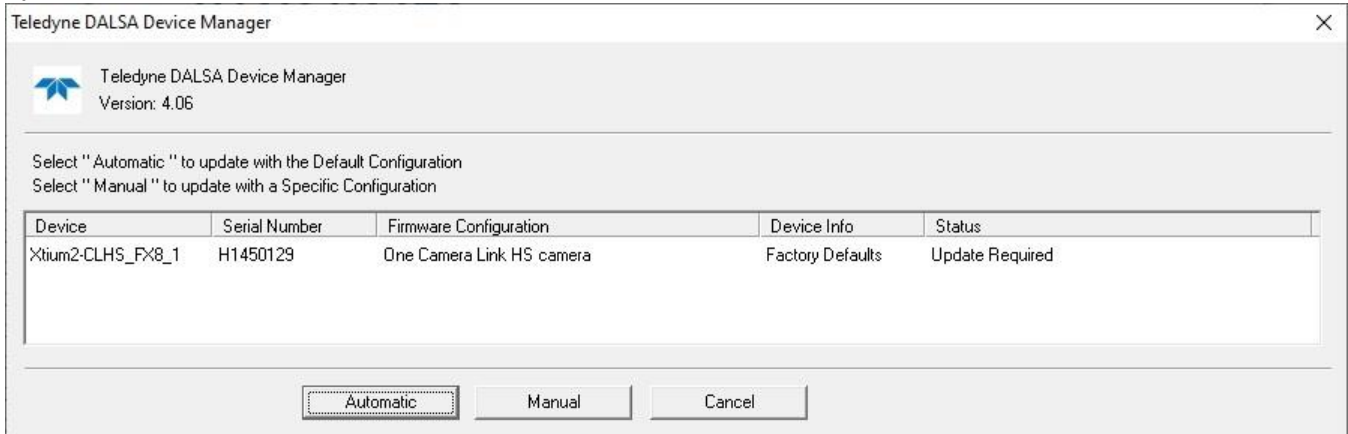 Teledyne DALSA Device Manager
Teledyne DALSA Device Manager
Version: 4.06
Select "Automatic" to update with the Default Configuration
Select "Manual" to update with a Specific Configuration
Device Serial Number Firmware Configuration Device Info Status
Xtium2-CLHS_FX8_1 H1450129 One Camera Link HS camera Factory Defaults Update Required
Automatic Manual Cancel